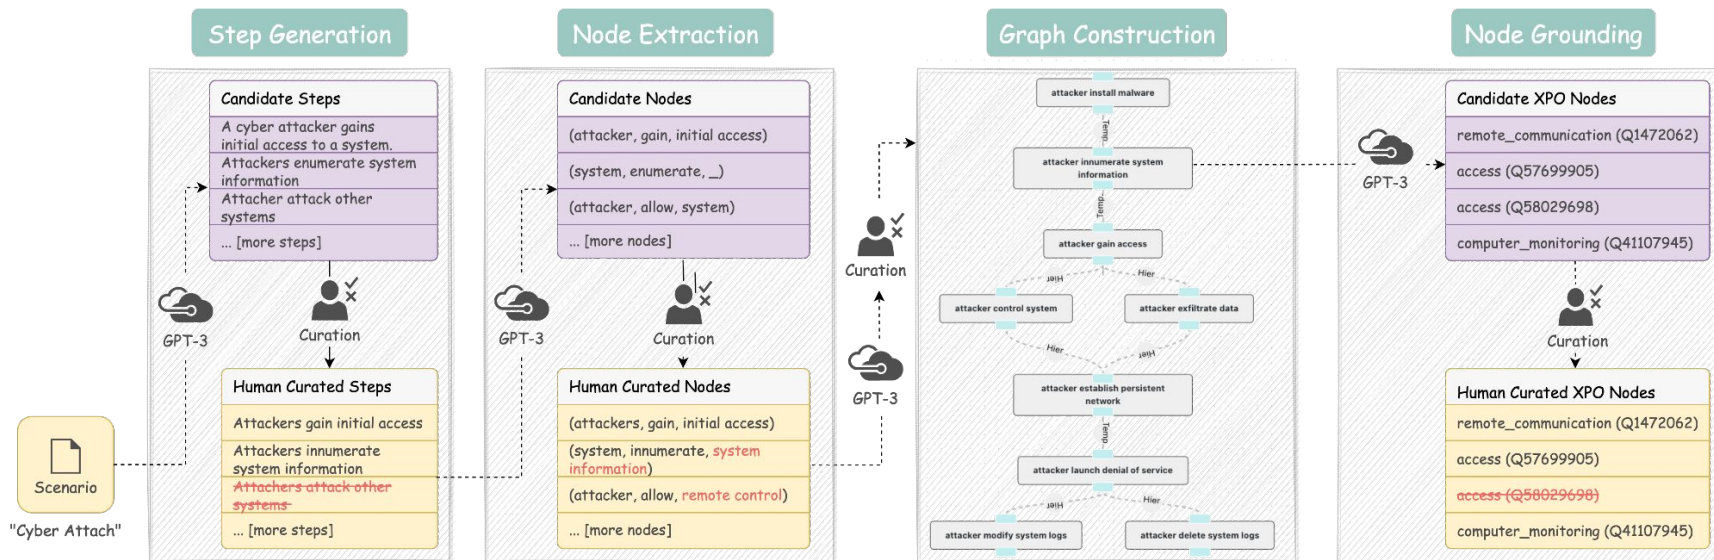 Step Generation
Node Extraction
Graph Construction
Node Grounding
Candidate Steps
A cyber attacker gains
initial access to a system.
Attackers enumerate system
information
Attacher attack other
systems
... [more steps]
GPT-3
Curation
Human Curated Steps
Attackers gain initial access
Attackers innumerate
system information
Attachers attack other
systems
... [more steps]
Scenario
"Cyber Attach"
Candidate Nodes
(attacker, gain, initial access)
(system, enumerate, _)
(attacker, allow, system)
... [more nodes]
GPT-3
Curation
Human Curated Nodes
(attackers, gain, initial access)
(system, innumerate, system
information)
(attacker, allow, remote control)
... [more nodes]
Curation
GPT-3
attacker install malware
Temp..
attacker innumerate system
information
Temp..
attacker gain access
Hier
Hier
attacker control system
attacker exfiltrate data
Hier
Hier
attacker establish persistent
network
Temp..
attacker launch denial of service
Hier
Hier
attacker modify system logs
attacker delete system logs
GPT-3
Candidate XPO Nodes
remote_communication (Q1472062)
access (Q57699905)
access (Q58029698)
computer_monitoring (Q41107945)
Curation
Human Curated XPO Nodes
remote_communication (Q1472062)
access (Q57699905)
access (Q58029698)
computer_monitoring (Q41107945)